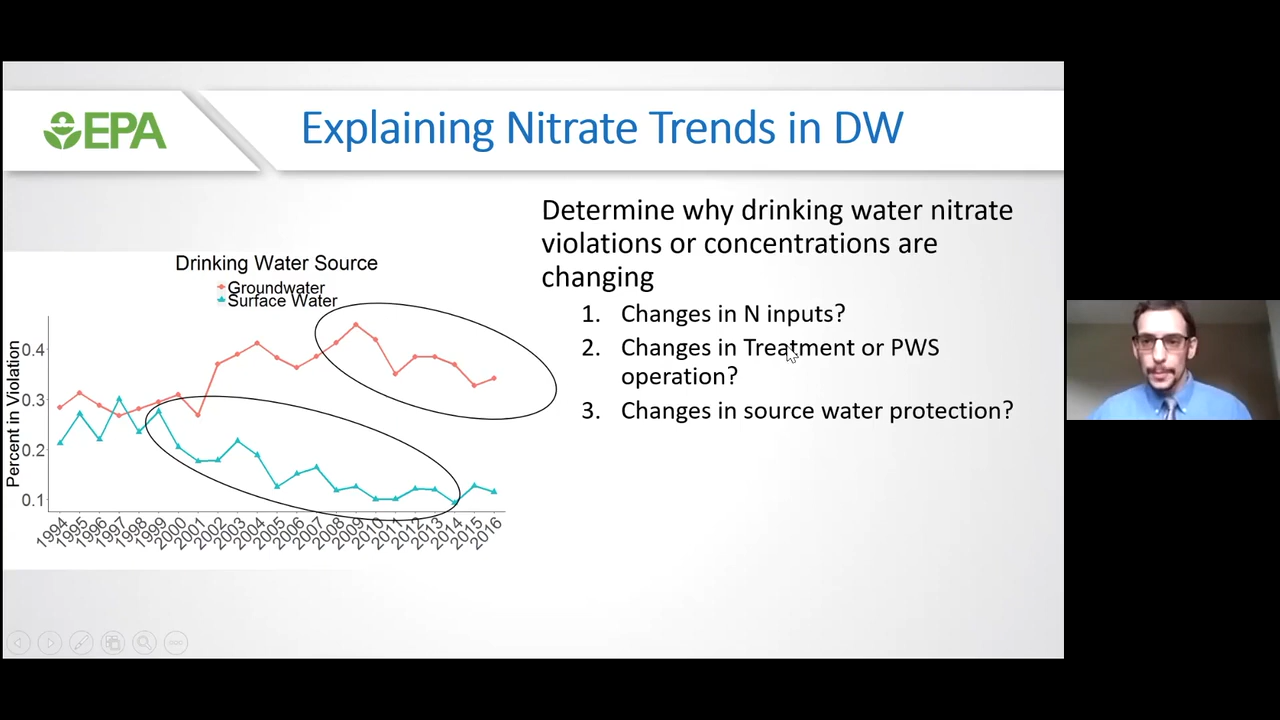 EPA
Explaining Nitrate Trends in DW
Determine why drinking water nitrate
violations or concentrations are
changing
1. Changes in N inputs?
2. Changes in Treatment or PWS
operation?
3. Changes in source water protection?
Drinking Water Source
Groundwater
Surface Water
Percent in Violation
0.4
0.3
0.2
0.1
1994
1995
1996
1997
1998
1999
2000
2001
2002
2003
2004
2005
2006
2007
2008
2009
2010
2011
2012
2013
2014
2015
2016